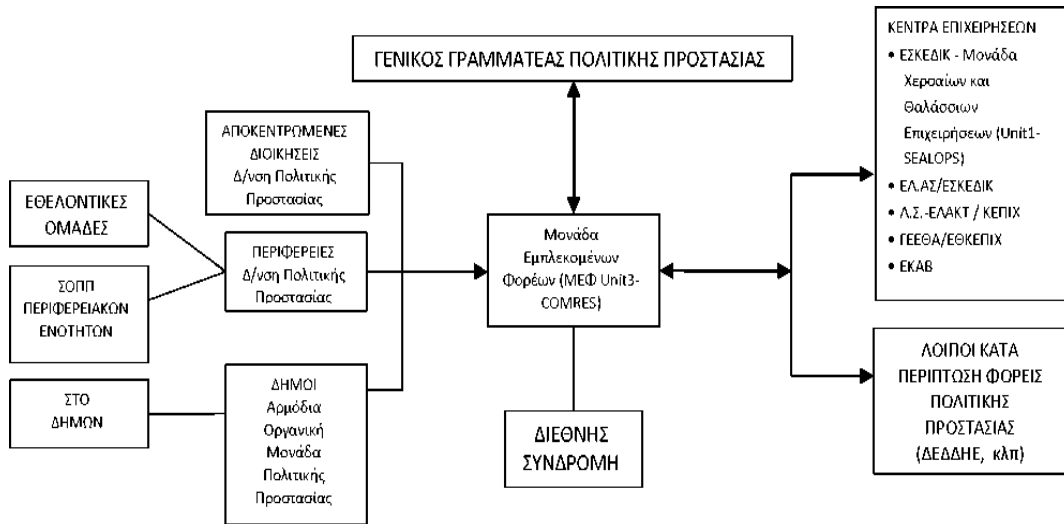 ΓΕΝΙΚΟΣ ΓΡΑΜΜΑΤΕΑΣ ΠΟΛΙΤΙΚΗΣ ΠΡΟΣΤΑΣΙΑΣ
ΑΠΟΚΕΝΤΡΩΜΕΝΕΣ
ΔΙΟΙΚΗΣΕΙΣ
Δ/νση Πολιτικής
Προστασίας
ΕΘΕΛΟΝΤΙΚΕΣ
ΟΜΑΔΕΣ
ΠΕΡΙΦΕΡΕΙΕΣ
Δ/νση Πολιτικής
Προστασίας
ΣΟΠΠ
ΠΕΡΙΦΕΡΕΙΑΚΩΝ
ΕΝΟΤΗΤΩΝ
ΣΤΟ
ΔΗΜΩΝ
ΔΗΜΟΙ
Αρμόδια
Οργανική
Μονάδα
Πολιτικής
Προστασίας
Μονάδα
Εμπλεκομένων
Φορέων (ΜΕΦ Unit3-
COMRES)
ΔΙΕΘΝΗΣ
ΣΥΝΔΡΟΜΗ
ΚΕΝΤΡΑ ΕΠΙΧΕΙΡΗΣΕΩΝ
• ΕΣΚΕΔΙΚ - Μονάδα
Χερσαίων και
Θαλάσσιων
Επιχειρήσεων (Unit1-
SEALOPS)
• ΕΛ.ΑΣ/ΕΣΚΕΔΙΚ
• Λ.Σ.-ΕΛΑΚΤ / ΚΕΠΙΧ
• ΓΕΕΘΑ/ΕΘΚΕΠΙΧ
• ΕΚΑΒ
ΛΟΙΠΟΙ ΚΑΤΑ
ΠΕΡΙΠΤΩΣΗ ΦΟΡΕΙΣ
ΠΟΛΙΤΙΚΗΣ
ΠΡΟΣΤΑΣΙΑΣ
(ΔΕΔΔΗΕ, κλπ)